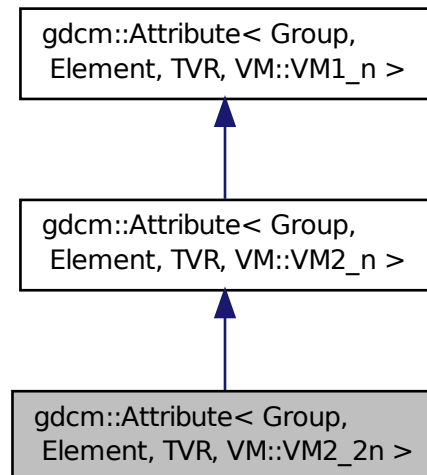 gdcm::Attribute< Group,
Element, TVR, VM::VM1_n >
gdcm::Attribute< Group,
Element, TVR, VM::VM2_n >
gdcm::Attribute< Group,
Element, TVR, VM::VM2_2n >